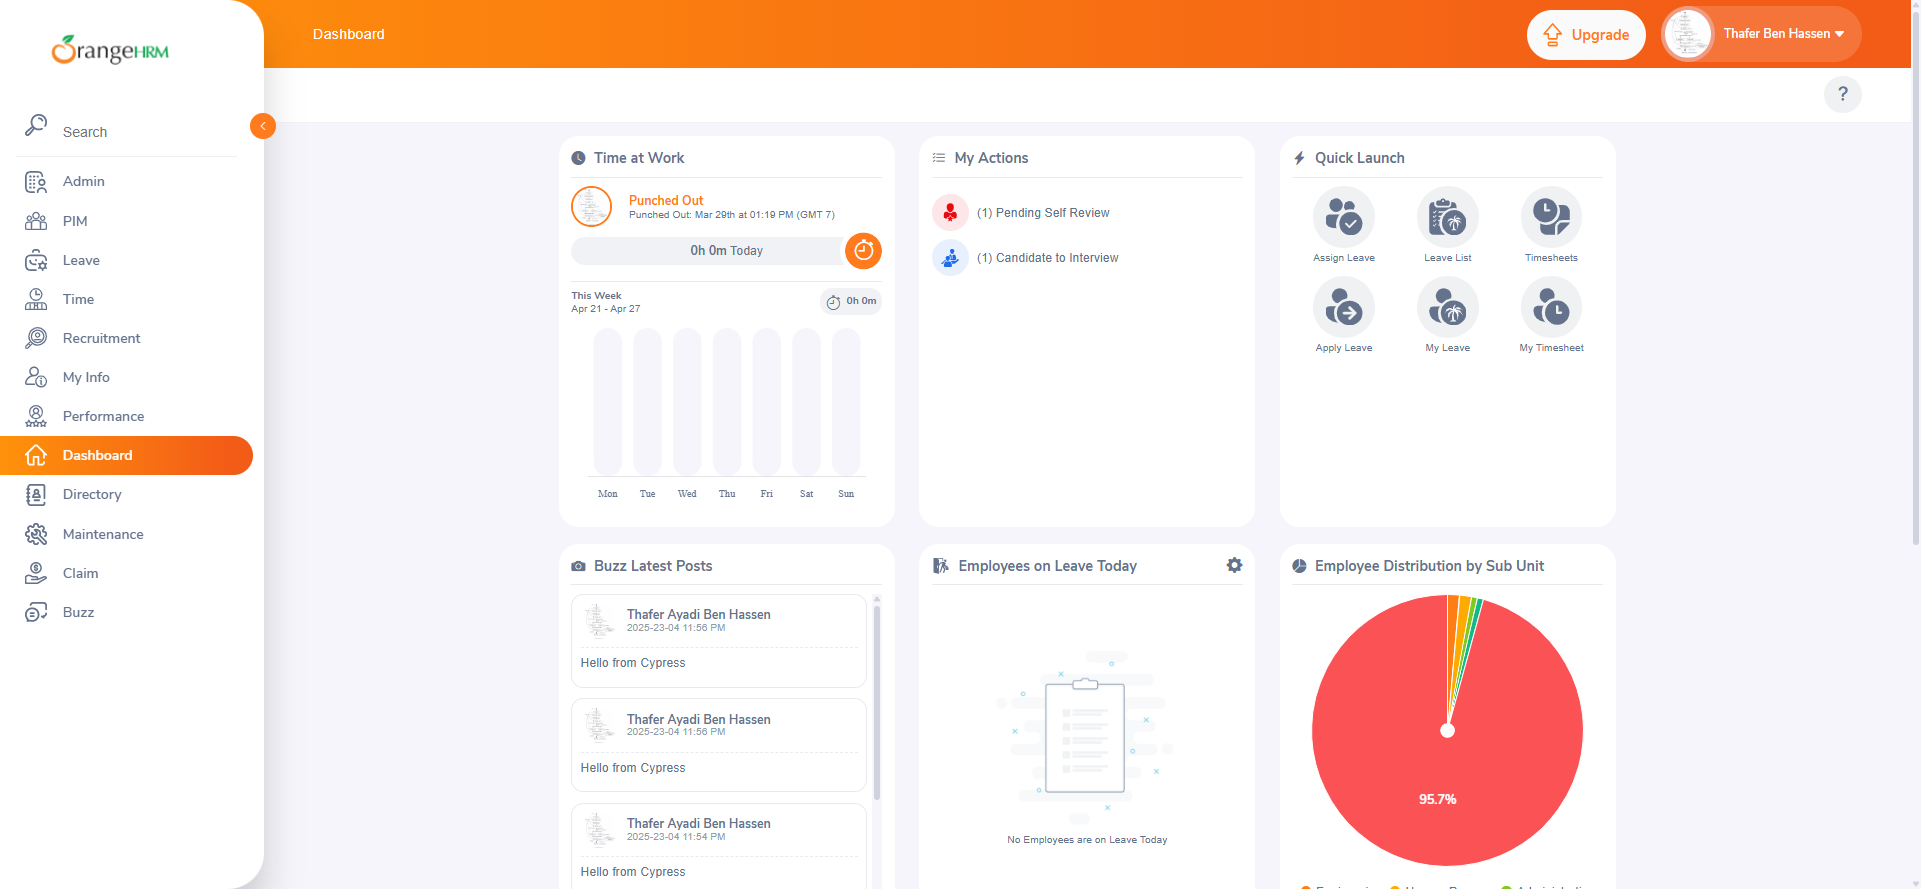 OrangeHRM
Dashboard
Upgrade
Thafer Ben Hassen
?
Search
Admin
PIM
Leave
Time
Recruitment
My Info
Performance
Dashboard
Directory
Maintenance
Claim
Buzz
Time at Work
Punched Out
Punched Out: Mar 29th at 01:19 PM (GMT 7)
0h 0m Today
This Week
Apr 21 - Apr 27
0h 0m
Mon Tue Wed Thu Fri Sat Sun
My Actions
(1) Pending Self Review
(1) Candidate to Interview
Quick Launch
Assign Leave
Leave List
Timesheets
Apply Leave
My Leave
My Timesheet
Buzz Latest Posts
Thafer Ayadi Ben Hassen
2025-23-04 11:56 PM
Hello from Cypress
Thafer Ayadi Ben Hassen
2025-23-04 11:56 PM
Hello from Cypress
Thafer Ayadi Ben Hassen
2025-23-04 11:54 PM
Hello from Cypress
Employees on Leave Today
No Employees are on Leave Today
Employee Distribution by Sub Unit
95.7%